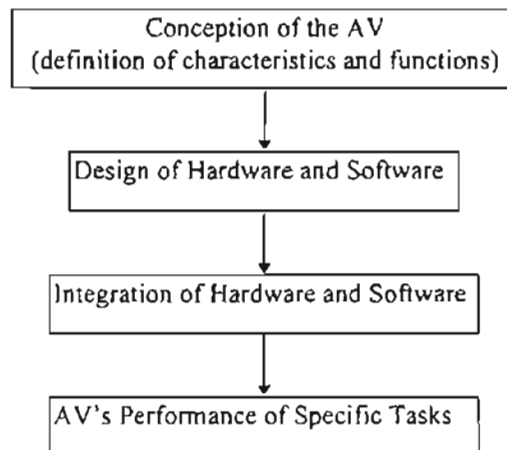 Conception of the AV
(definition of characteristics and functions)
Design of Hardware and Software
Integration of Hardware and Software
AV's Performance of Specific Tasks